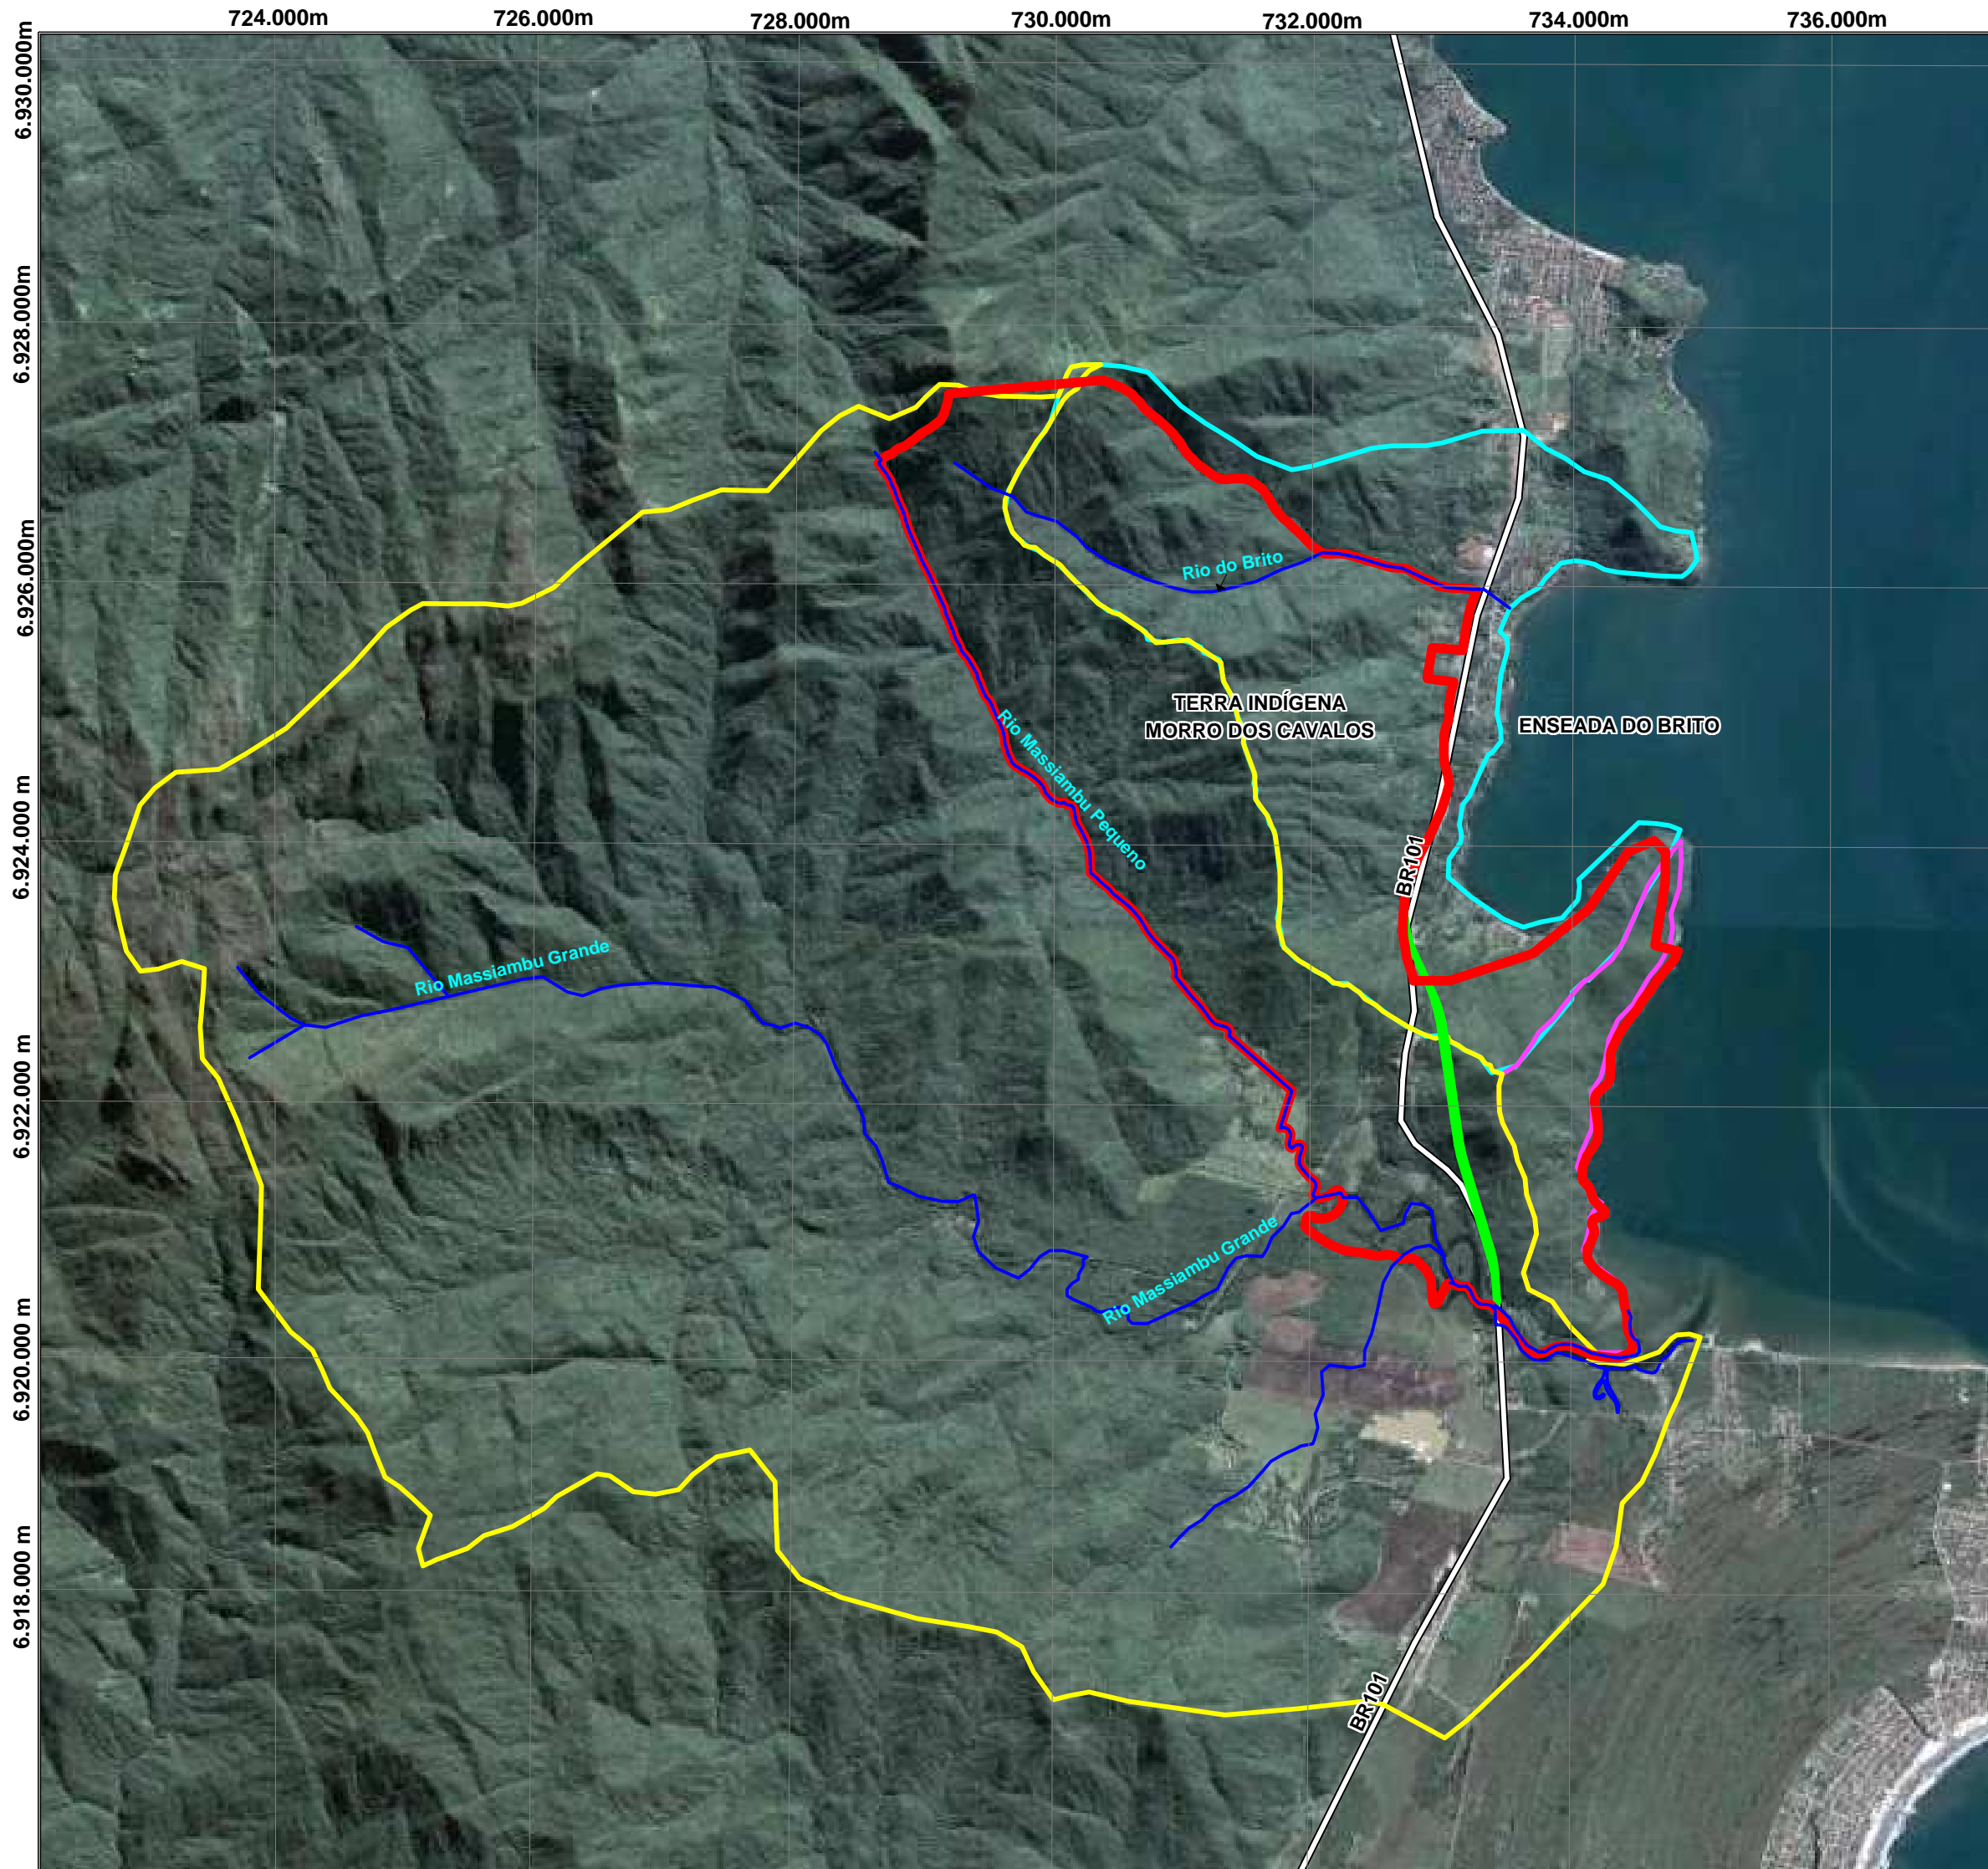 724.000m 726.000m 728.000m 730.000m 732.000m 734.000m 736.000m
6.930.000m
6.928.000m
6.926.000m
6.924.000 m
6.922.000 m
6.920.000 m
6.918.000 m
Rio do Brito
TERRA INDÍGENA
MORRO DOS CAVALOS
ENSEADA DO BRITO
Rio Massiambu Pequeno
BR101
Rio Massiambu Grande
Rio Massiambu Grande
BR101